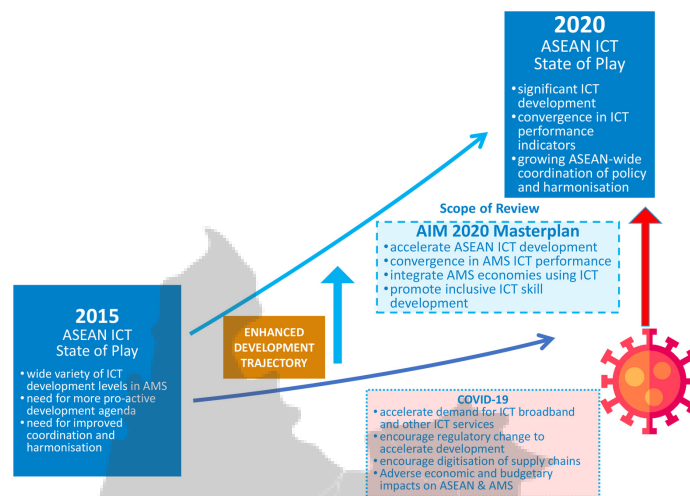 2020
ASEAN ICT
State of Play
•significant ICT
development
•convergence in ICT
performance
indicators
•growing ASEAN-wide
coordination of policy
and harmonisation
Scope of Review
AIM 2020 Masterplan
•accelerate ASEAN ICT development
•convergence in AMS ICT performance
•integrate AMS economies using ICT
•promote inclusive ICT skill
development
2015
ASEAN ICT
State of Play
•wide variety of ICT
development levels in AMS
•need for more pro-active
development agenda
•need for improved
coordination and
harmonisation
ENHANCED
DEVELOPMENT
TRAJECTORY
COVID-19
•accelerate demand for ICT broadband
and other ICT services
•encourage regulatory change to
accelerate development
•encourage digitisation of supply chains
•Adverse economic and budgetary
impacts on ASEAN & AMS